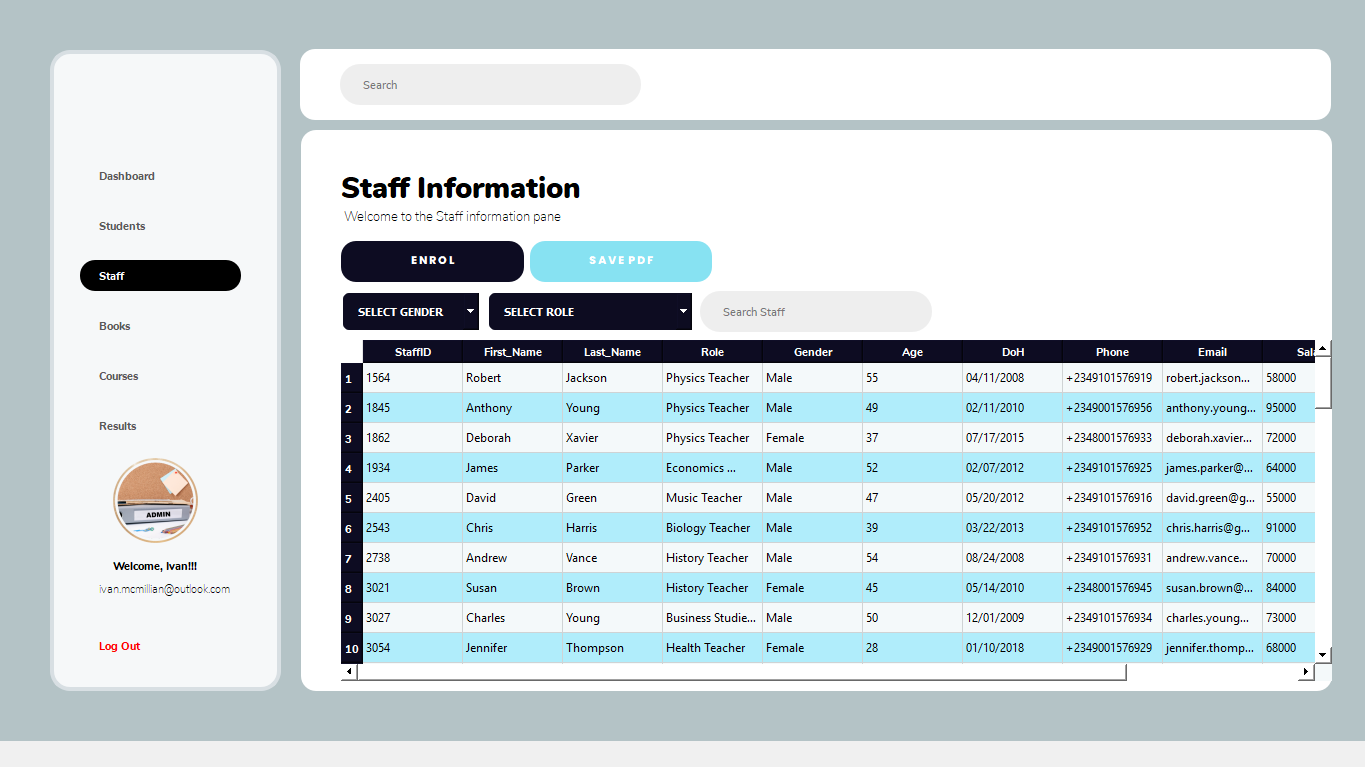 Search
Dashboard
Students
Staff
Books
Courses
Results
ADMIN
Welcome, Ivan!!!
ivan.mcmillian@outlook.com
Log Out
Staff Information
Welcome to the Staff information pane
ENROL SAVE PDF
SELECT GENDER SELECT ROLE Search Staff
StaffID First_Name Last_Name Role Gender Age DoH Phone Email Sala
1 1564 Robert Jackson Physics Teacher Male 55 04/11/2008 +2349101576919 robert.jackson... 58000
2 1845 Anthony Young Physics Teacher Male 49 02/11/2010 +2349001576956 anthony.young... 95000
3 1862 Deborah Xavier Physics Teacher Female 37 07/17/2015 +2348001576933 deborah.xavier... 72000
4 1934 James Parker Economics ... Male 52 02/07/2012 +2349101576925 james.parker@... 64000
5 2405 David Green Music Teacher Male 47 05/20/2012 +2349101576916 david.green@g... 55000
6 2543 Chris Harris Biology Teacher Male 39 03/22/2013 +2349001576952 chris.harris@g... 91000
7 2738 Andrew Vance History Teacher Male 54 08/24/2008 +2349101576931 andrew.vance... 70000
8 3021 Susan Brown History Teacher Female 45 05/14/2010 +2348001576945 susan.brown@... 84000
9 3027 Charles Young Business Studie... Male 50 12/01/2009 +2349101576934 charles.young... 73000
10 3054 Jennifer Thompson Health Teacher Female 28 01/10/2018 +2349001576929 jennifer.thomp... 68000